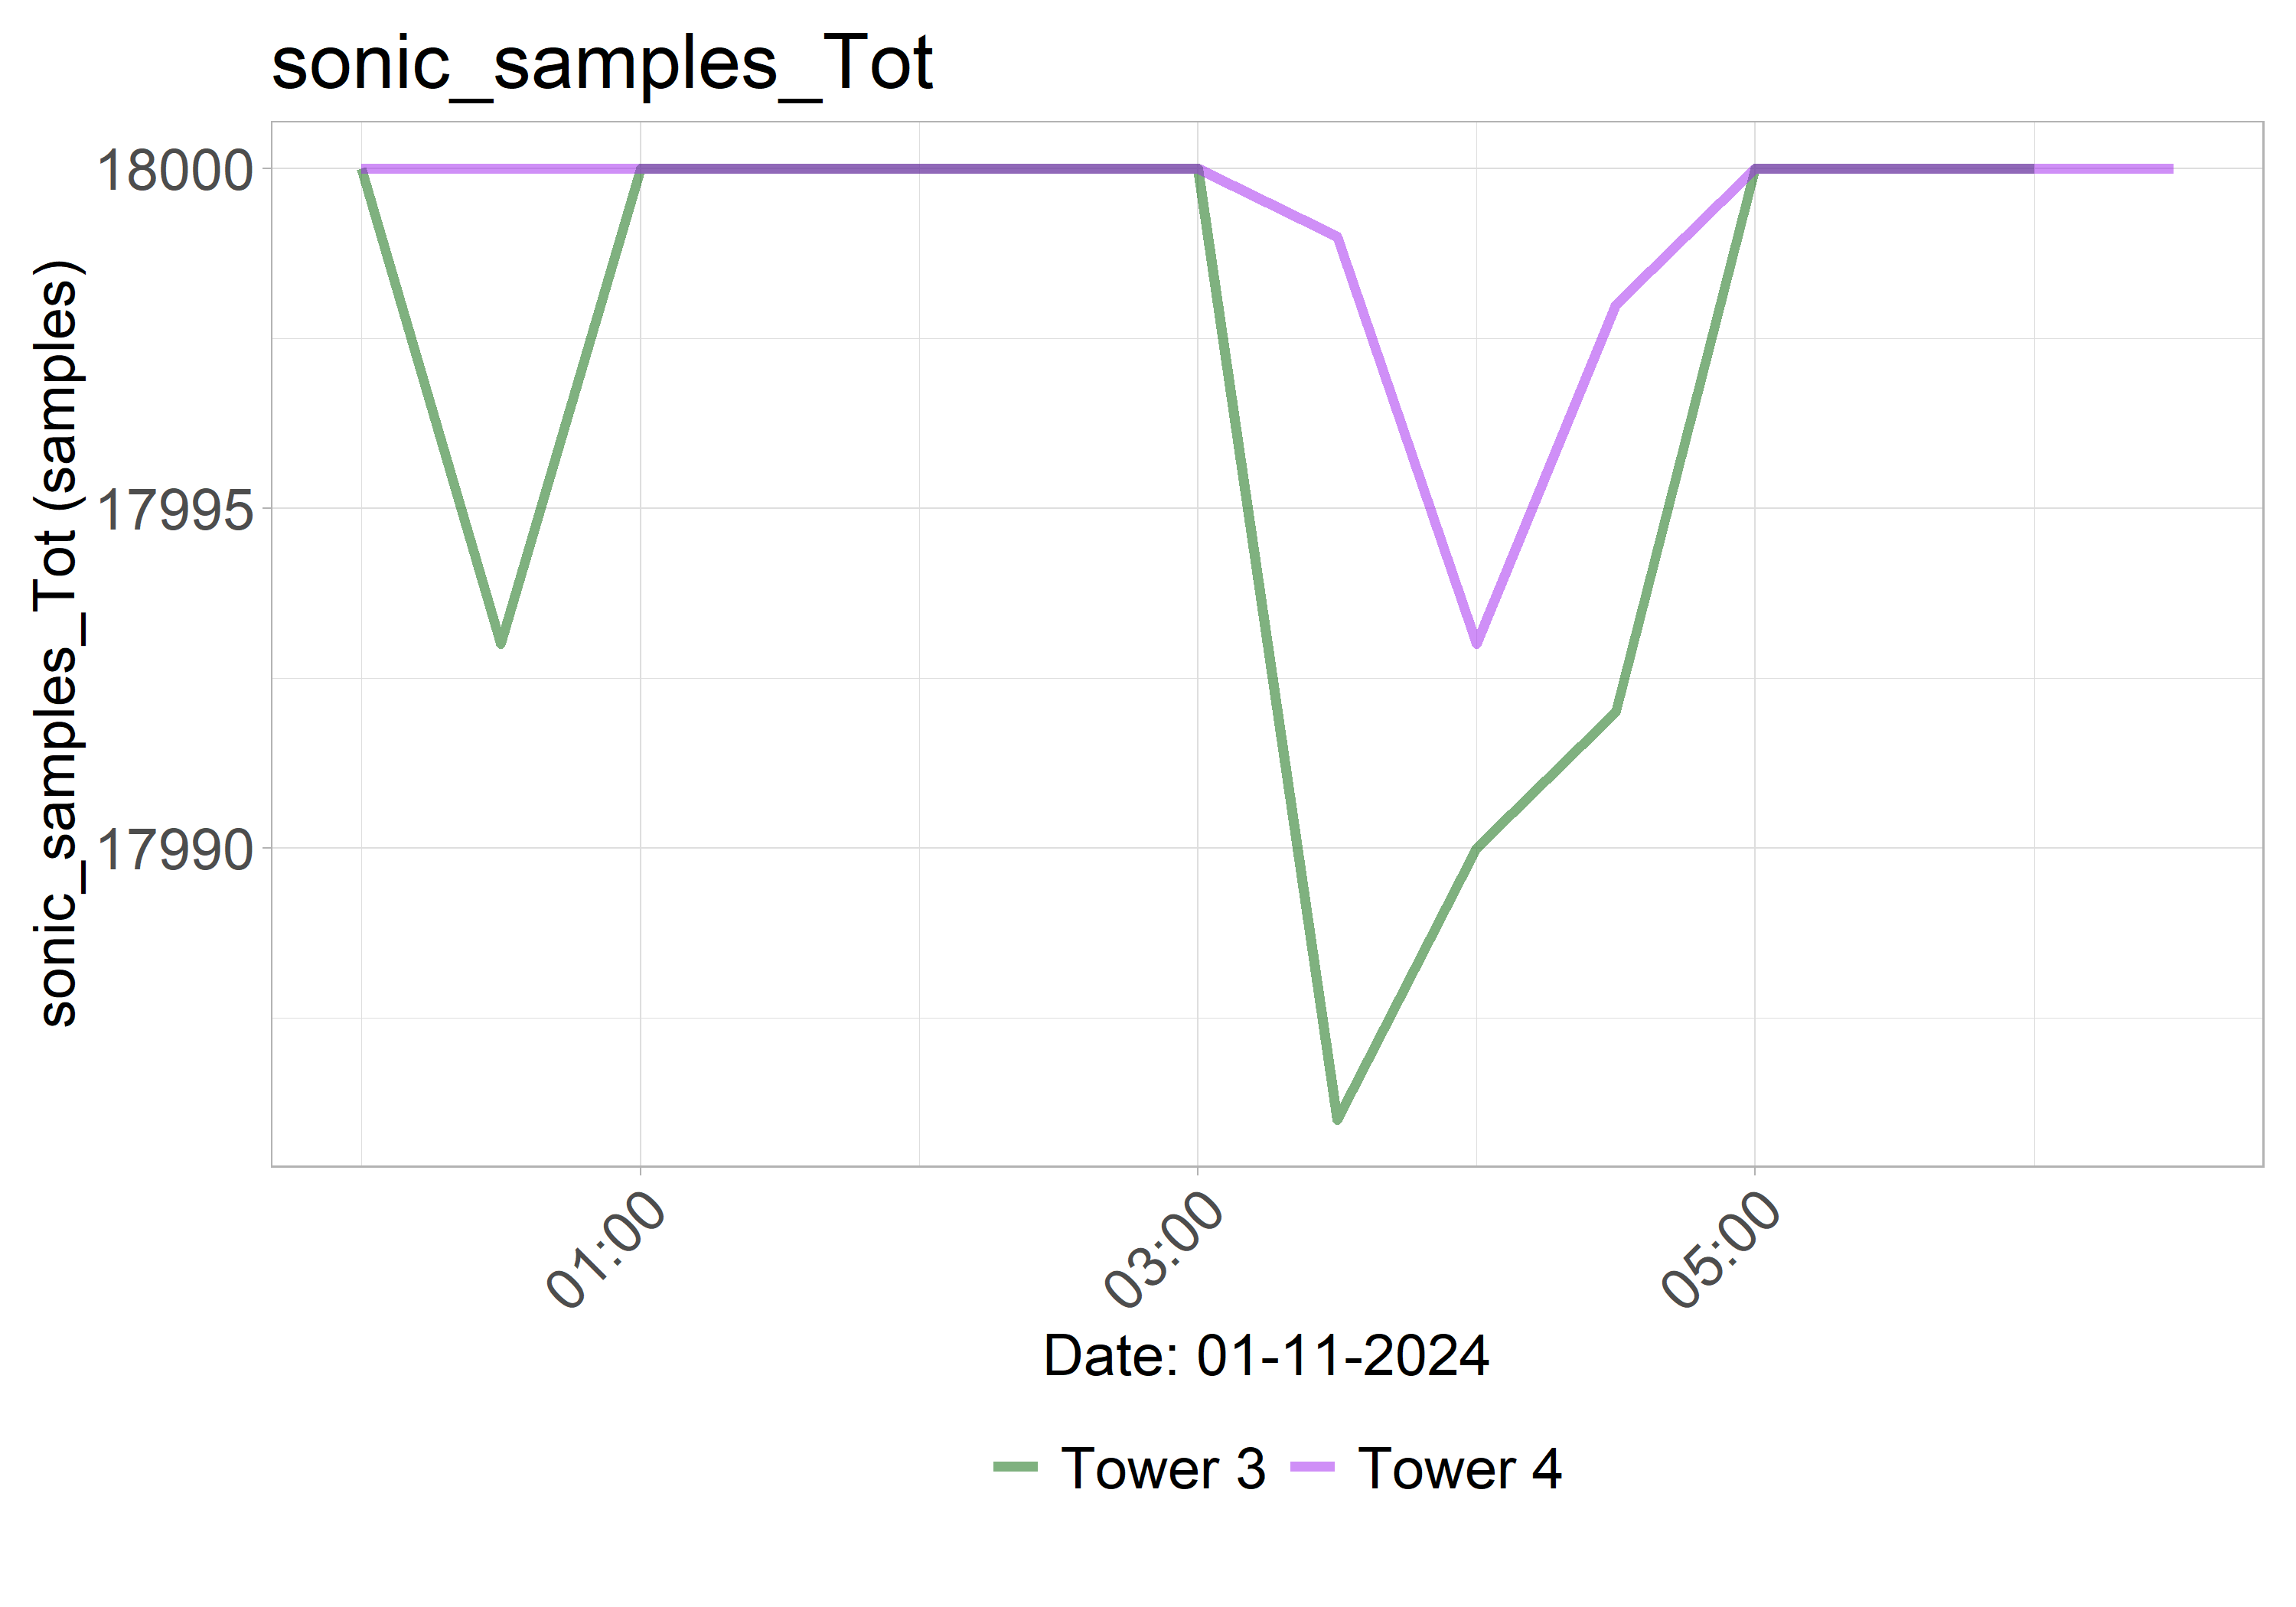 sonic_samples_Tot
sonic_samples_Tot (samples)
18000
17995
17990
01:00
03:00
05:00
Date: 01-11-2024
Tower 3
Tower 4